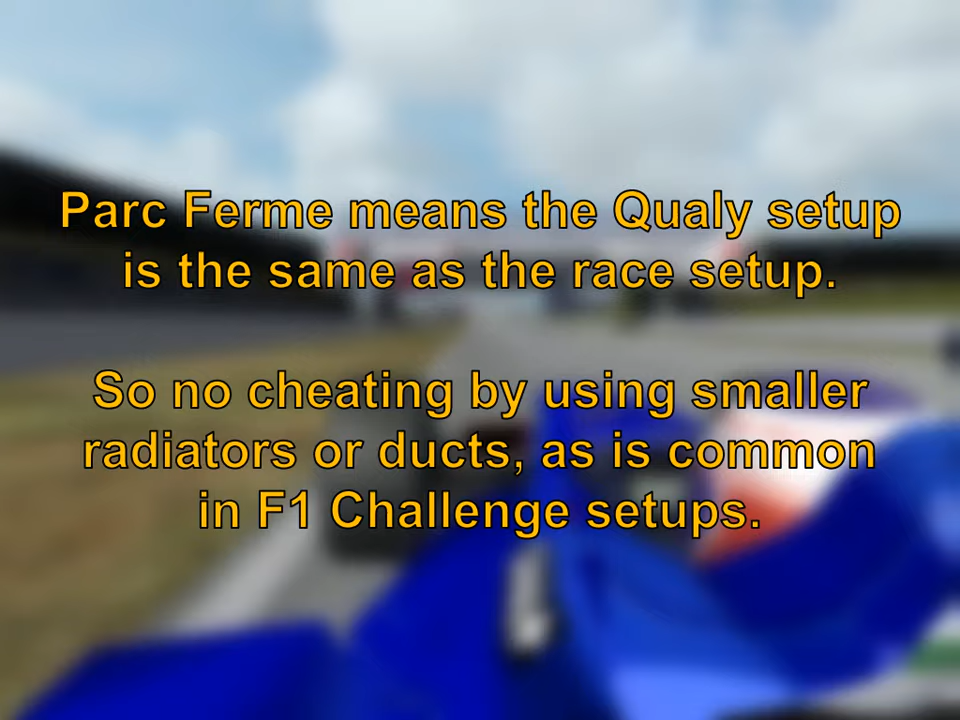 Parc Ferme means the Qualy setup
is the same as the race setup.
So no cheating by using smaller
radiators or ducts, as is common
in F1 Challenge setups.